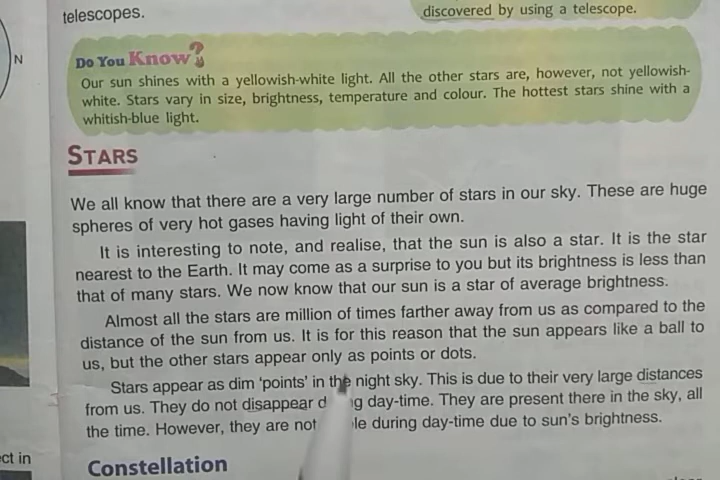 telescopes.
discovered by using a telescope.
N
Do You Know?
Our sun shines with a yellowish-white light. All the other stars are, however, not yellowish-
white. Stars vary in size, brightness, temperature and colour. The hottest stars shine with a
whitish-blue light.
STARS
We all know that there are a very large number of stars in our sky. These are huge
spheres of very hot gases having light of their own.
It is interesting to note, and realise, that the sun is also a star. It is the star
nearest to the Earth. It may come as a surprise to you but its brightness is less than
that of many stars. We now know that our sun is a star of average brightness.
Almost all the stars are million of times farther away from us as compared to the
distance of the sun from us. It is for this reason that the sun appears like a ball to
us, but the other stars appear only as points or dots.
Stars appear as dim 'points' in the night sky. This is due to their very large distances
from us. They do not disappear day-time. They are present there in the sky, all
the time. However, they are not during day-time due to sun's brightness.
ect in
Constellation